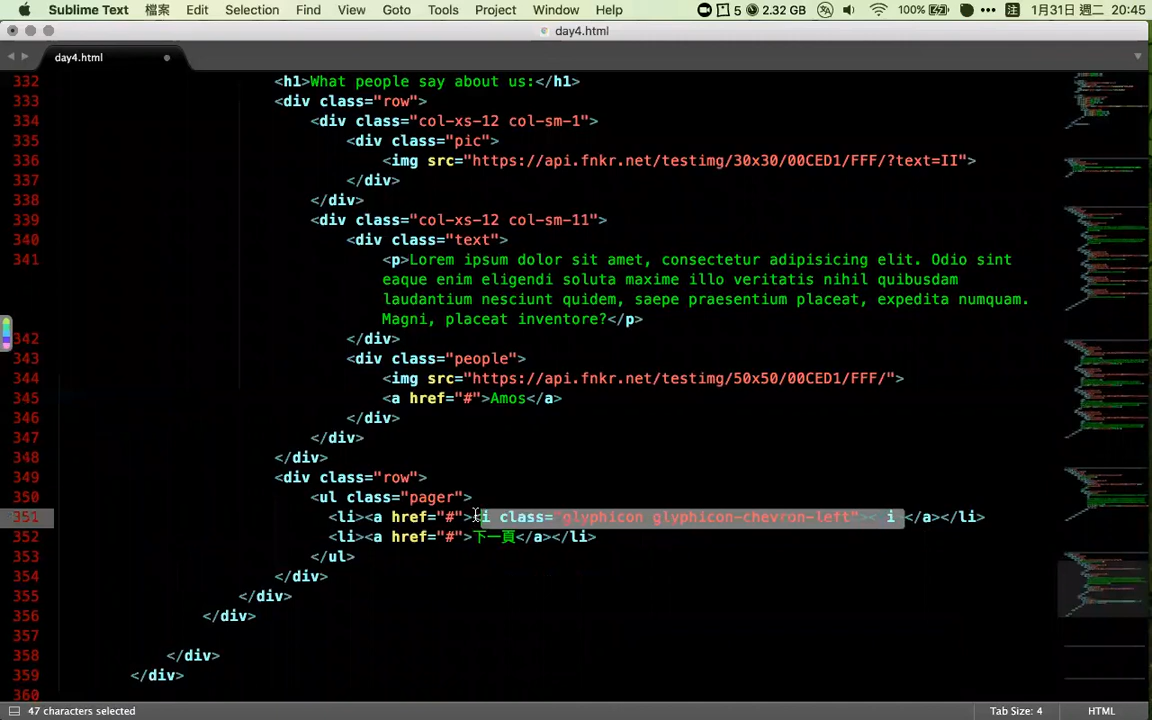 Sublime Text 檔案 Edit Selection Find View Goto Tools Project Window Help 5 2.32 GB 100% 注 1月31日 週二 20:45
day4.html
day4.html
332 <h1>What people say about us:</h1>
333 <div class="row">
334 <div class="col-xs-12 col-sm-1">
335 <div class="pic">
336 <img src="https://api.fnkr.net/testimg/30x30/00CED1/FFF/?text=II">
337 </div>
338 </div>
339 <div class="col-xs-12 col-sm-11">
340 <div class="text">
341 <p>Lorem ipsum dolor sit amet, consectetur adipisicing elit. Odio sint
eaque enim eligendi soluta maxime illo veritatis nihil quibusdam
laudantium nesciunt quidem, saepe praesentium placeat, expedita numquam.
Magni, placeat inventore?</p>
342 </div>
343 <div class="people">
344 <img src="https://api.fnkr.net/testimg/50x50/00CED1/FFF/">
345 <a href="#">Amos</a>
346 </div>
347 </div>
348 </div>
349 <div class="row">
350 <ul class="pager">
351 <li><a href="#"><i class="glyphicon glyphicon-chevron-left"></i></a></li>
352 <li><a href="#">下一頁</a></li>
353 </ul>
354 </div>
355 </div>
356 </div>
357
358 </div>
359 </div>
360
47 characters selected Tab Size: 4 HTML